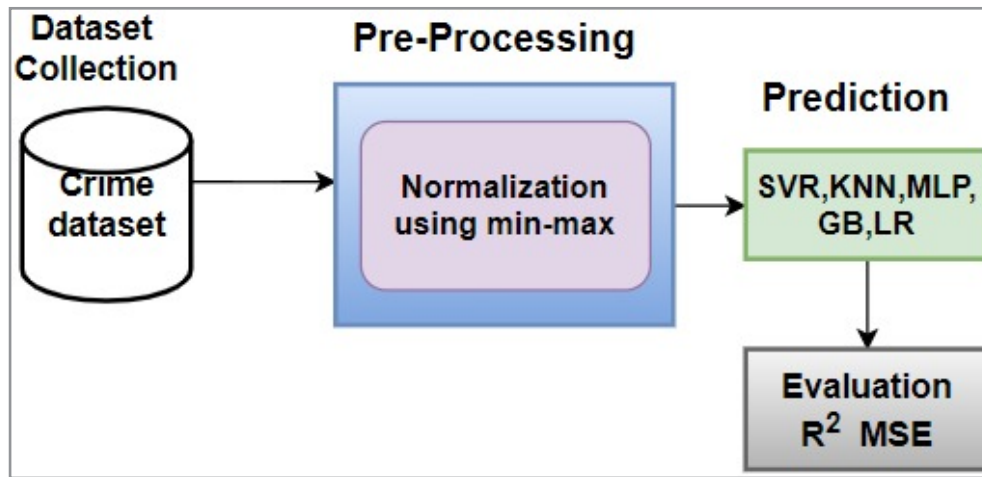 Dataset
Collection
Crime
dataset
Pre-Processing
Normalization
using min-max
Prediction
SVR,KNN,MLP,
GB,LR
Evaluation
R² MSE